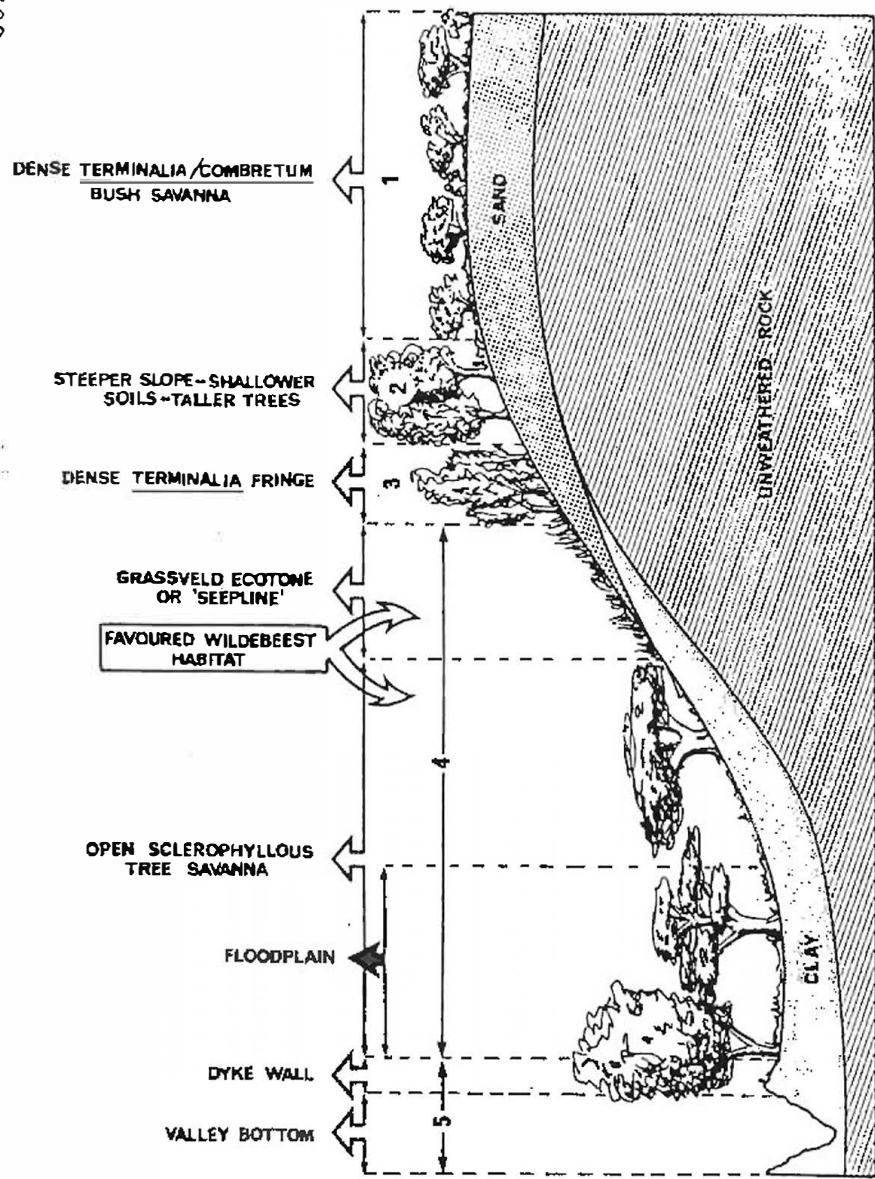 DENSE TERMINALIA/COMBRETUM
BUSH SAVANNA
1
SAND
STEEPER SLOPE-SHALLOWER
SOILS-TALLER TREES
2
DENSE TERMINALIA FRINGE
3
UNWEATHERED ROCK
GRASSVELD ECOTONE
OR 'SEEPLINE'
FAVOURED WILDEBEEST
HABITAT
4
OPEN SCLEROPHYLLOUS
TREE SAVANNA
FLOODPLAIN
CLAY
DYKE WALL
5
VALLEY BOTTOM